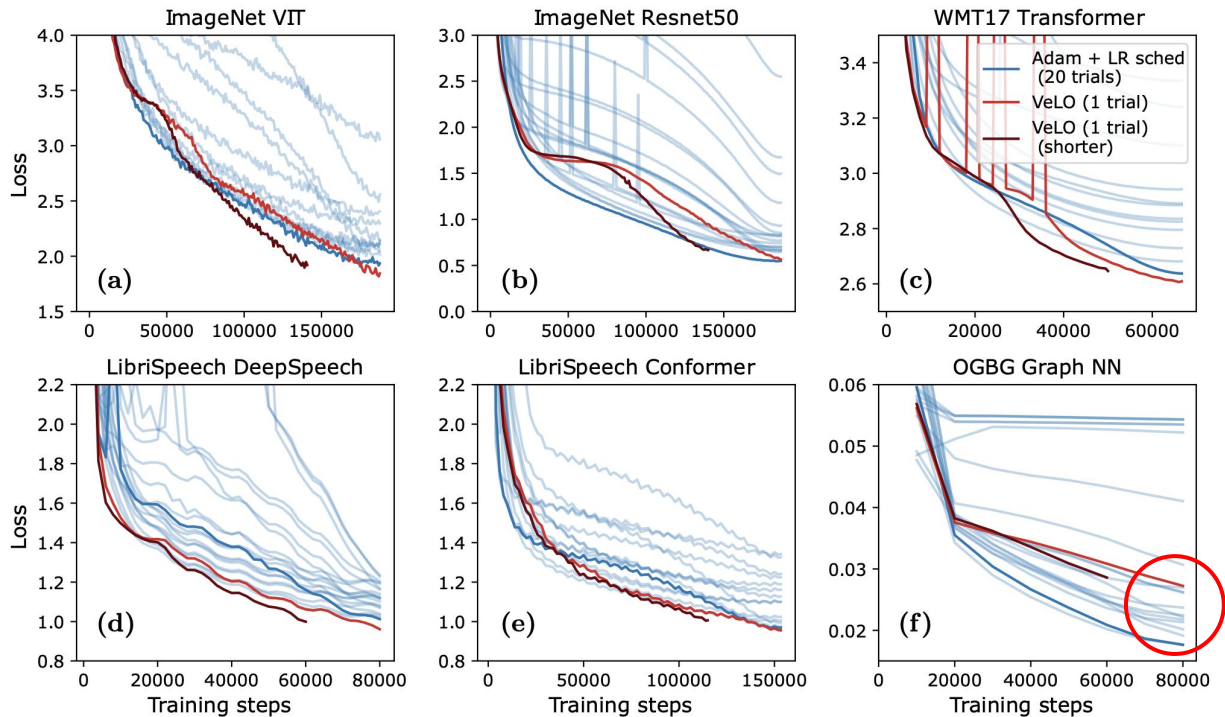 ImageNet VIT
4.0
3.5
3.0
2.5
2.0
1.5
Loss
(a)
0 50000 100000 150000
ImageNet Resnet50
3.0
2.5
2.0
1.5
1.0
0.5
0.0
(b)
0 50000 100000 150000
WMT17 Transformer
3.4
3.2
3.0
2.8
2.6
Adam + LR sched
(20 trials)
VeLO (1 trial)
VeLO (1 trial)
(shorter)
(c)
20000 40000 60000
LibriSpeech DeepSpeech
2.2
2.0
1.8
1.6
1.4
1.2
1.0
0.8
Loss
(d)
0 20000 40000 60000 80000
Training steps
LibriSpeech Conformer
2.2
2.0
1.8
1.6
1.4
1.2
1.0
0.8
(e)
0 50000 100000 150000
Training steps
OGBG Graph NN
0.06
0.05
0.04
0.03
0.02
(f)
0 20000 40000 60000 80000
Training steps